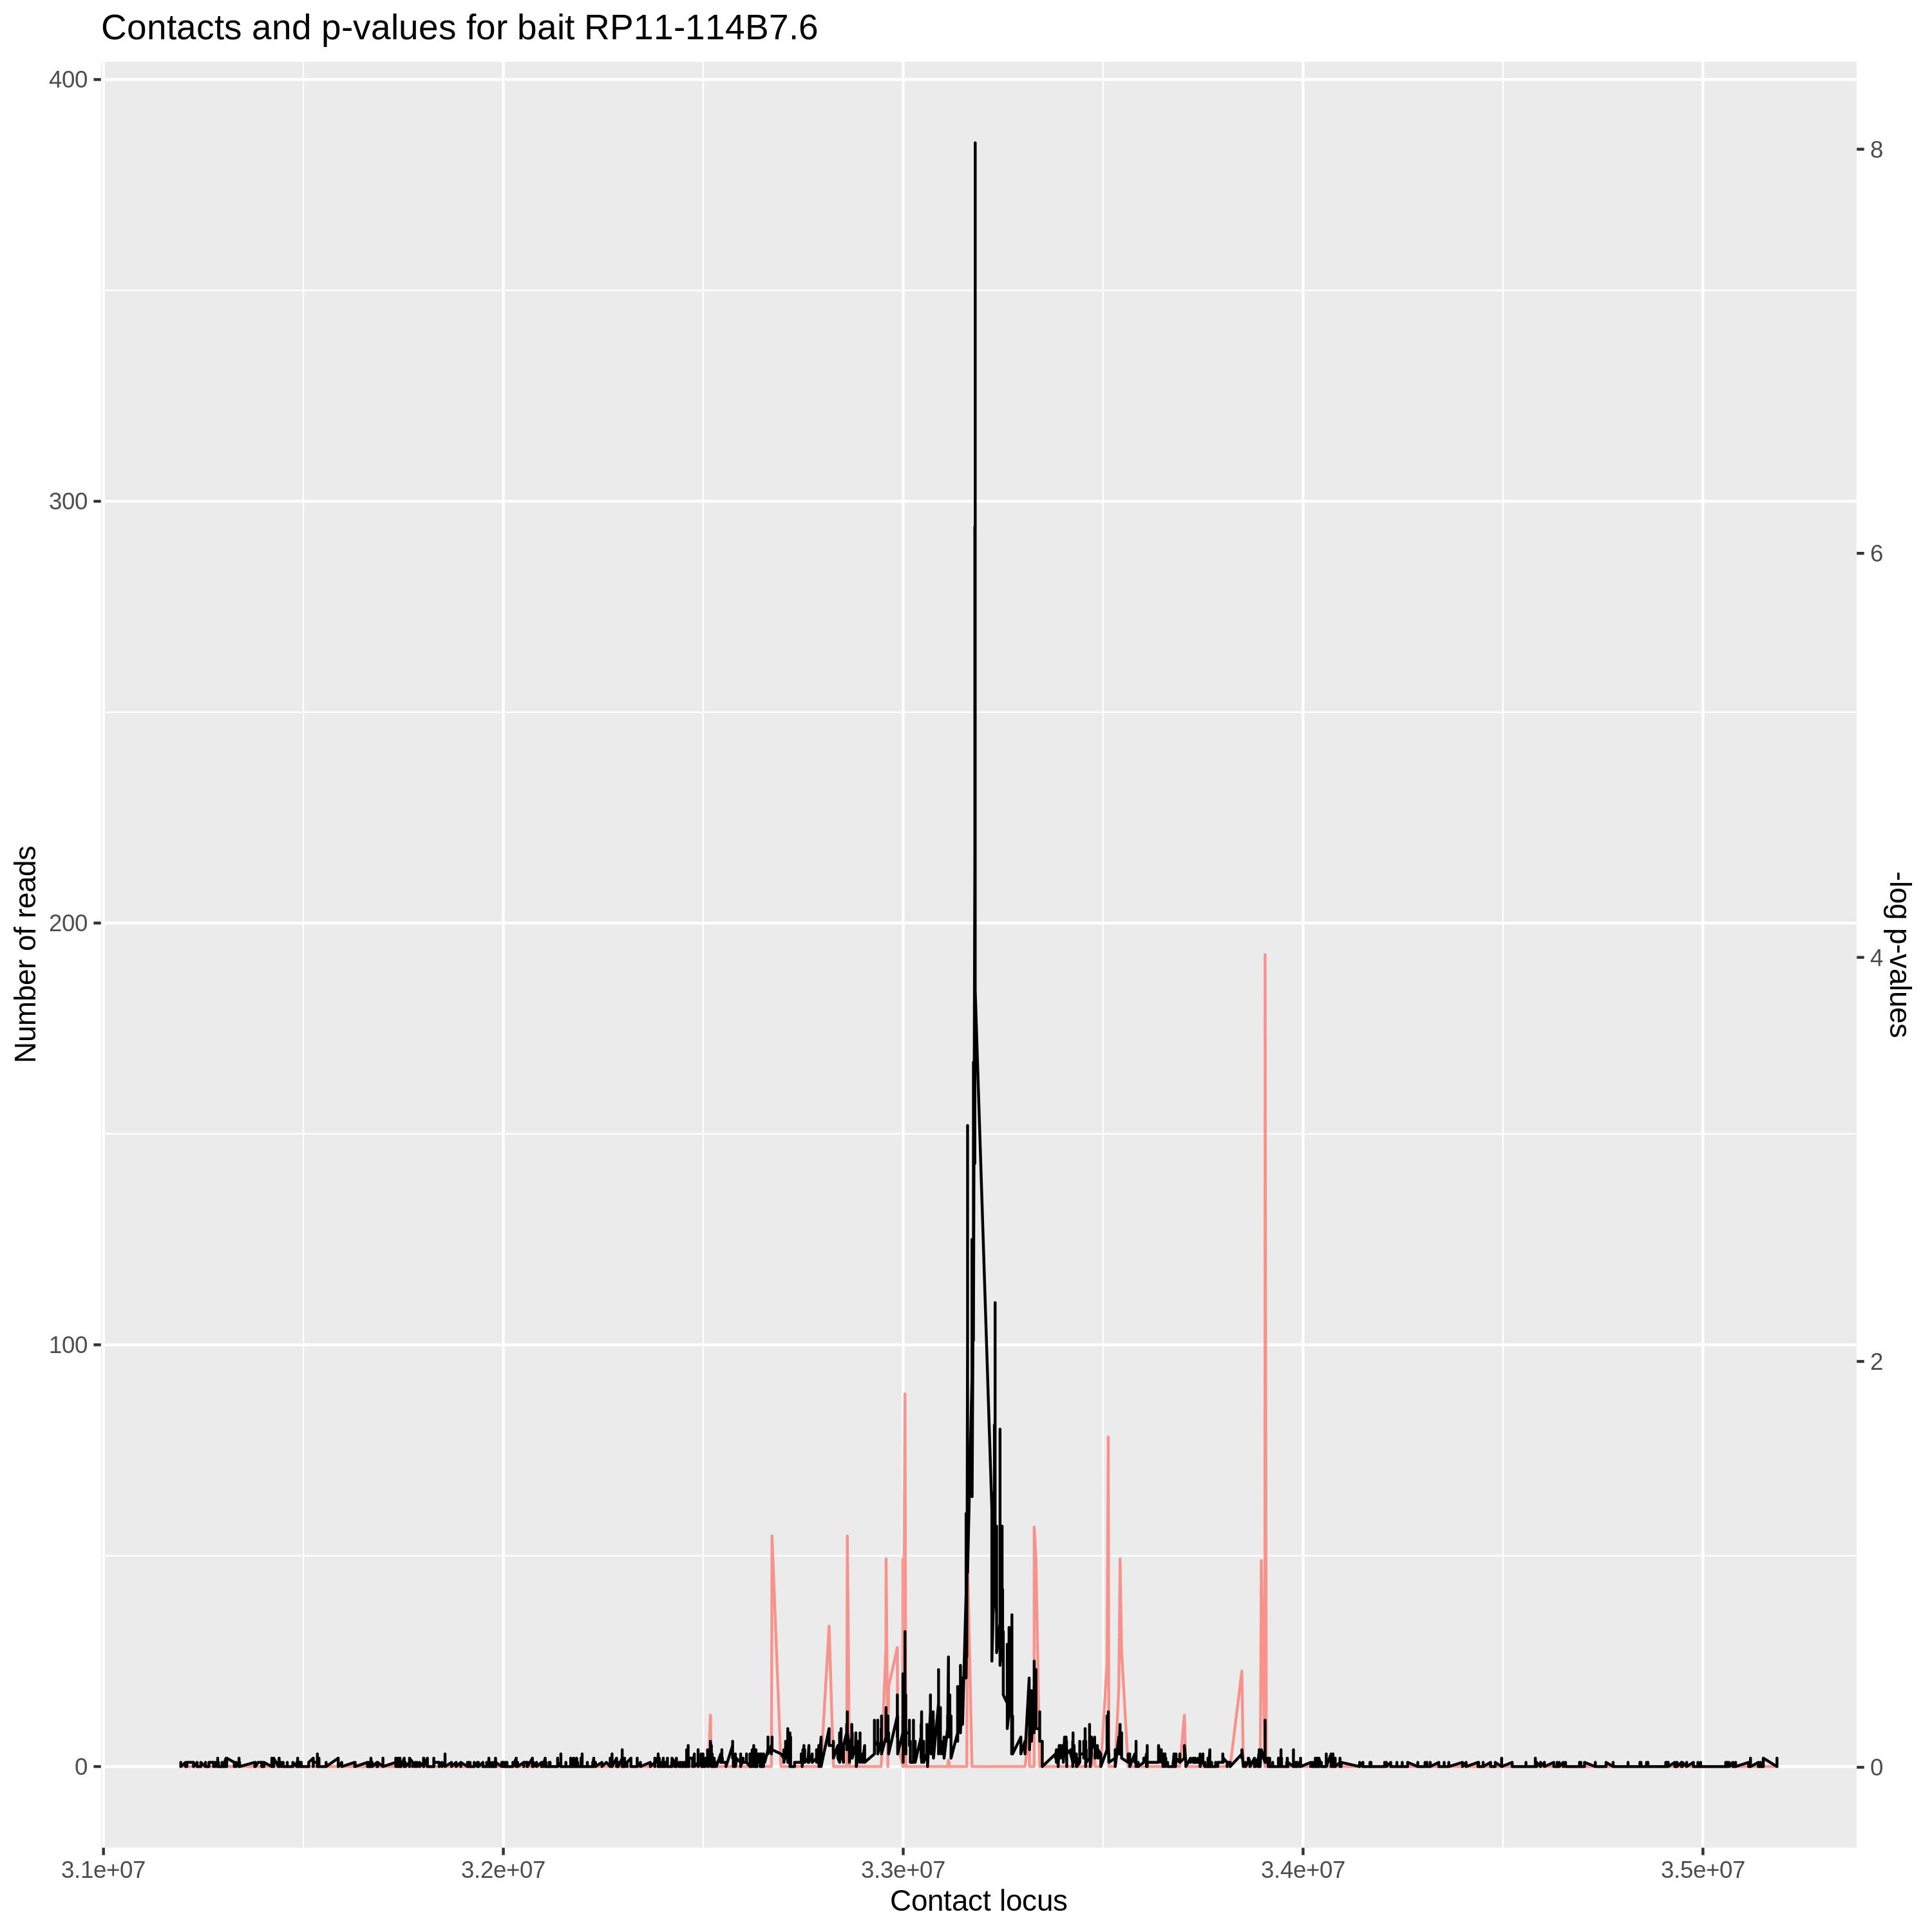 Contacts and p-values for bait RP11-114B7.6
400
300
200
100
0
8
6
4
2
0
Number of reads
-log p-values
3.1e+07
3.2e+07
3.3e+07
3.4e+07
3.5e+07
Contact locus